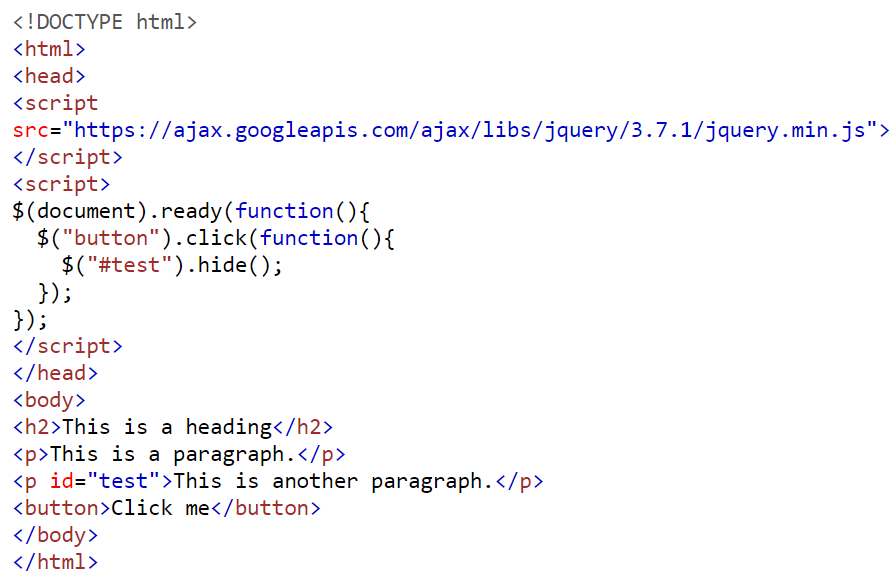 <!DOCTYPE html>
<html>
<head>
<script
src="https://ajax.googleapis.com/ajax/libs/jquery/3.7.1/jquery.min.js">
</script>
<script>
$(document).ready(function(){
  $("button").click(function(){
    $("#test").hide();
  });
});
</script>
</head>
<body>
<h2>This is a heading</h2>
<p>This is a paragraph.</p>
<p id="test">This is another paragraph.</p>
<button>Click me</button>
</body>
</html>